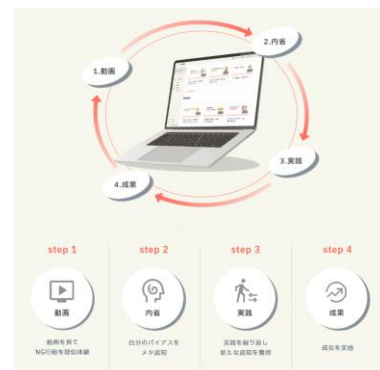 2.内省
1.動画
3.実践
4.成果
step 1
step 2
step 3
step 4
動画
内省
実践
成果
動画を観て
NG行動を疑似体験
自分のバイアスを
メタ認知
実践を繰り返し
新たな認知を獲得
成長を実感